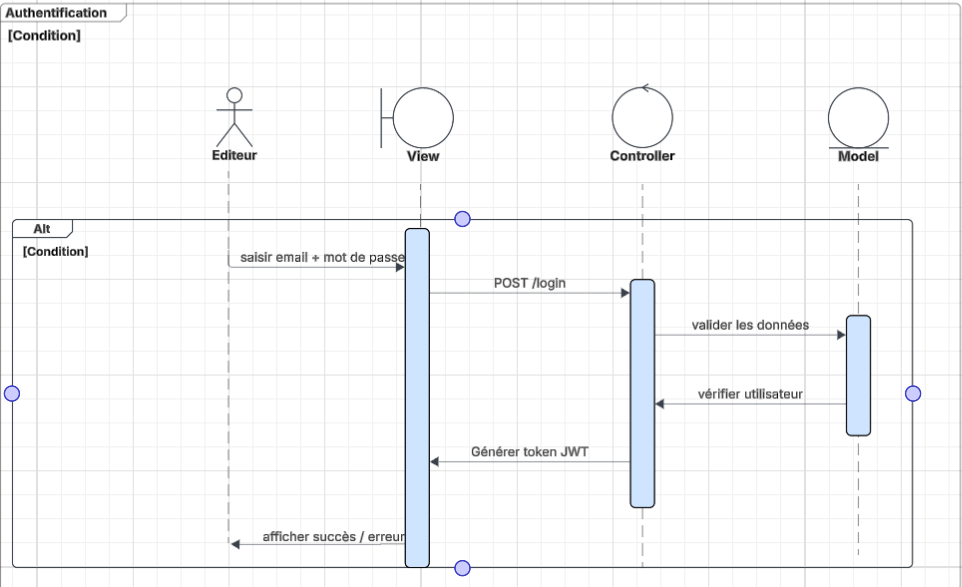 Authentification
[Condition]
Editeur
View
Controller
Model
Alt
[Condition]
saisir email + mot de passe
POST /login
valider les données
vérifier utilisateur
Générer token JWT
afficher succès / erreur